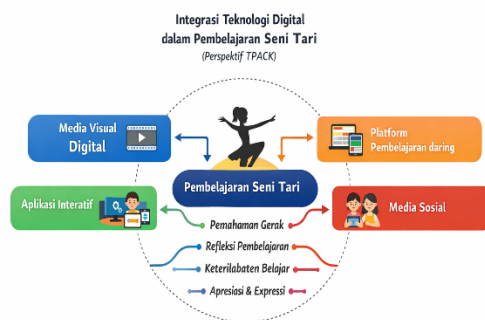 Integrasi Teknologi Digital
dalam Pembelajaran Seni Tari
(Perspektif TPACK)
Media Visual
Digital
Platform
Pembelajaran daring
Pembelajaran Seni Tari
Aplikasi Interatif
Media Sosial
Pemahaman Gerak
Refleksi Pembelajaran
Keterilabaten Belajar
Apresiasi & Expressi